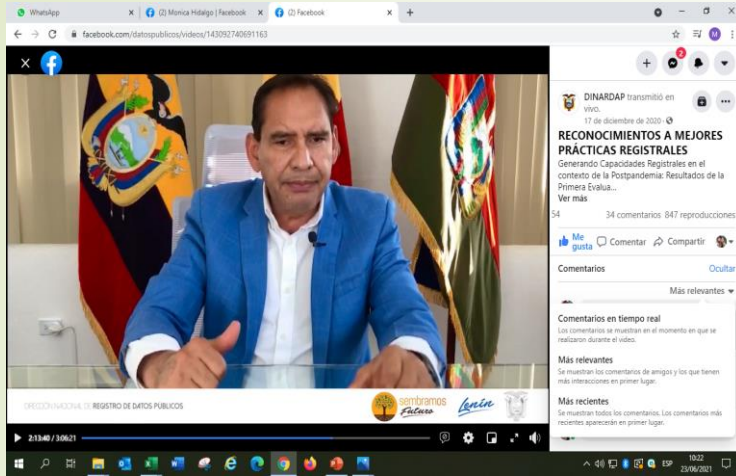 WhatsApp
(2) Monica Hidalgo | Facebook
(2) Facebook
facebook.com/datospublicos/videos/143092740691163
M
2
DINARDAP transmitió en
vivo.
17 de diciembre de 2020 ·
RECONOCIMIENTOS A MEJORES
PRÁCTICAS REGISTRALES
Generando Capacidades Registrales en el
contexto de la Postpandemia: Resultados de la
Primera Evalua...
Ver más
54
34 comentarios 847 reproducciones
Me gusta
Comentar
Compartir
Comentarios
Ocultar
Más relevantes
Comentarios en tiempo real
Los comentarios se muestran en el momento en que se
realizaron durante el video.
Más relevantes
Se muestran los comentarios de amigos y los que tienen
más interacciones en primer lugar.
Más recientes
Se muestran todos los comentarios. Los comentarios más
recientes aparecerán en primer lugar.
DIRECCIÓN NACIONAL DE REGISTRO DE DATOS PÚBLICOS
sembramos
Futuro
Lenín
2:13:40 / 3:06:21
ESP
10:22
23/06/2021